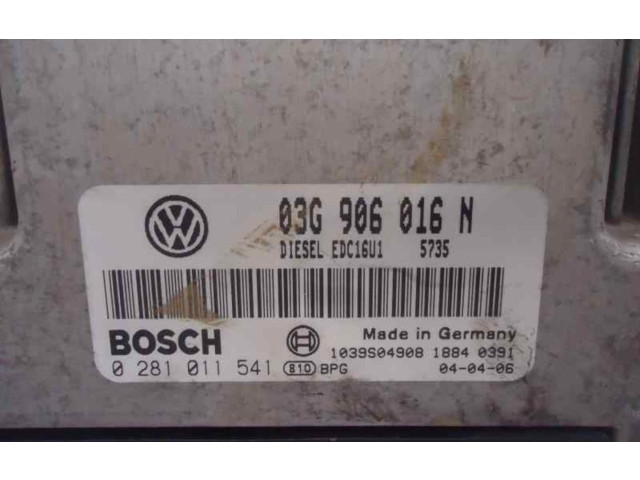 03G 906 016 N
DIESEL EDC16U1 5735
BOSCH
Made in Germany
1039S04908 1884 0391
0 281 011 541 810 BPG 04-04-06